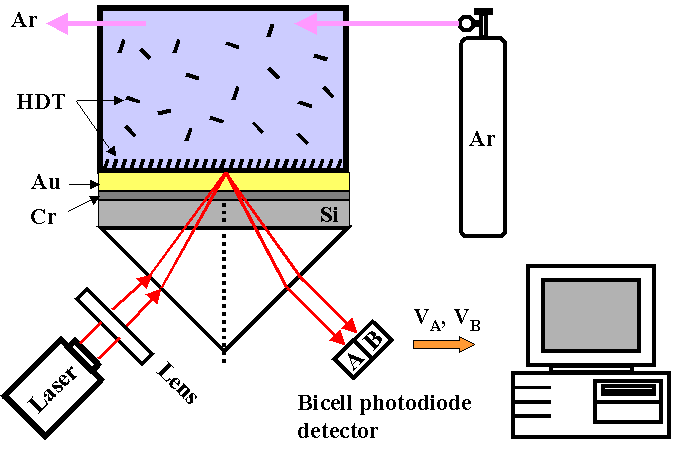 Ar
HDT
Ar
Au
Cr
Si
V_A, V_B
A B
Laser
Lens
Bicell photodiode
detector